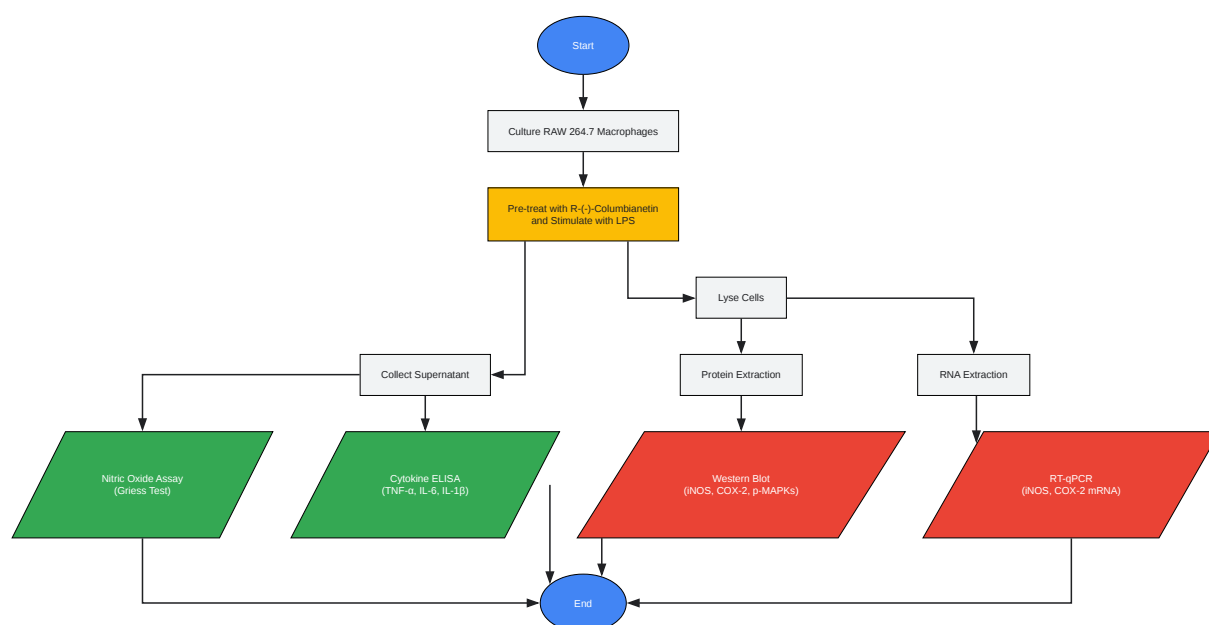 Start
Culture RAW 264.7 Macrophages
Pre-treat with R-(-)-Columbianetin
and Stimulate with LPS
Lyse Cells
Collect Supernatant
Protein Extraction
RNA Extraction
Nitric Oxide Assay
(Griess Test)
Cytokine ELISA
(TNF-α, IL-6, IL-1β)
Western Blot
(iNOS, COX-2, p-MAPKs)
RT-qPCR
(iNOS, COX-2 mRNA)
End